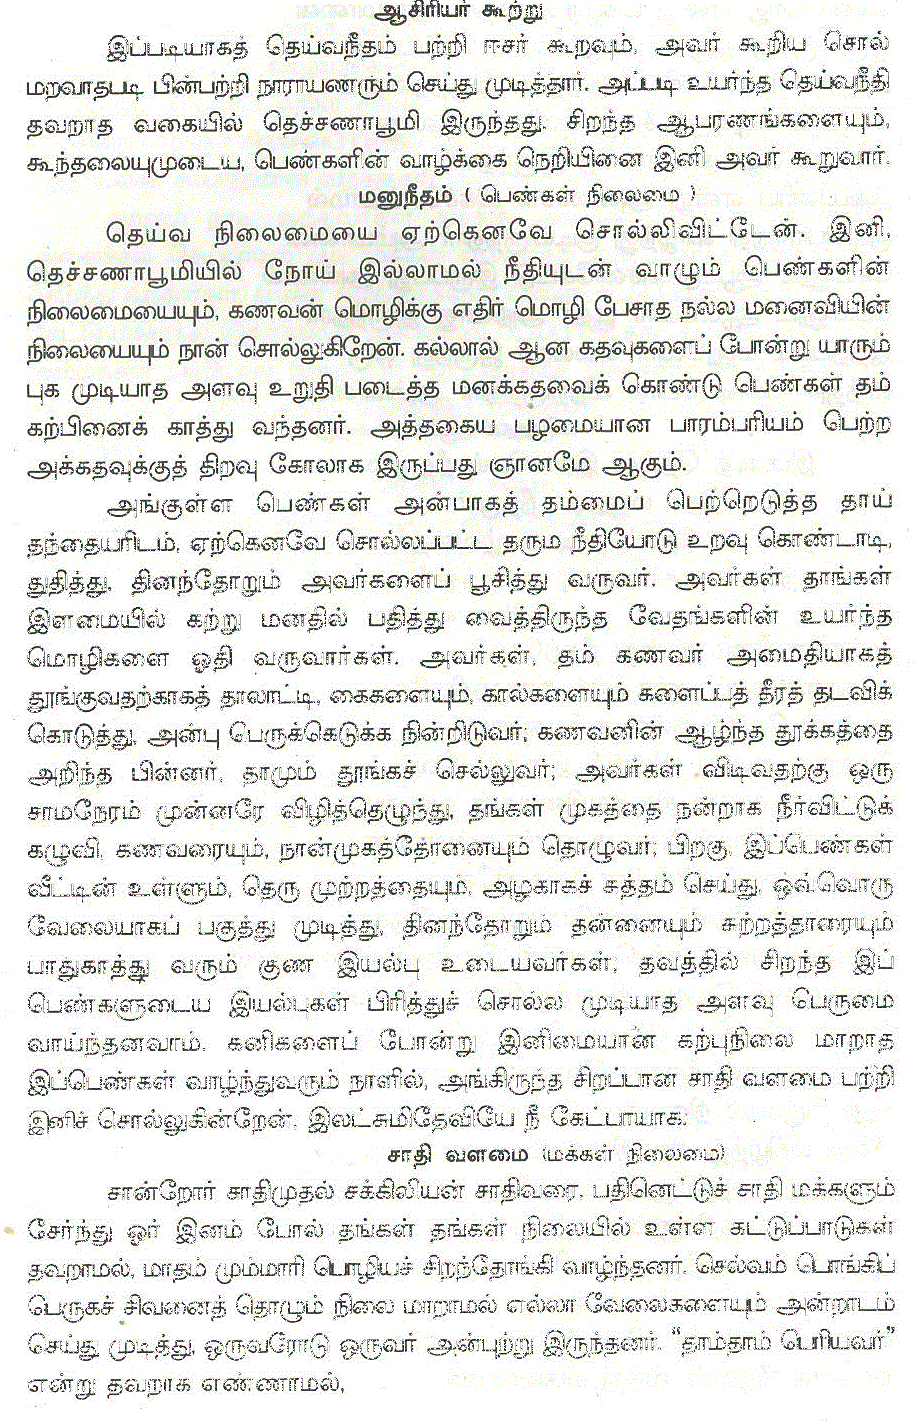 ஆசிரியர் கூற்று
இப்படியாகத் தெய்வநீதம் பற்றி ஈசர் கூறவும், அவர் கூறிய சொல்
மறவாதபடி பின்பற்றி நாராயணரும் செய்து முடித்தார். அப்படி உயர்ந்த தெய்வநீதி
தவறாத வகையில் தெச்சணாபூமி இருந்தது. சிறந்த ஆபரணங்களையும்,
கூந்தலையுமுடைய, பெண்களின் வாழ்க்கை நெறியினை இனி அவர் கூறுவார்.
மனுநீதம் ( பெண்கள் நிலைமை )
தெய்வ நிலைமையை ஏற்கெனவே சொல்லிவிட்டேன். இனி,
தெச்சணாபூமியில் நோய் இல்லாமல் நீதியுடன் வாழும் பெண்களின்
நிலைமையையும், கணவன் மொழிக்கு எதிர் மொழி பேசாத நல்ல மனைவியின்
நிலையையும் நான் சொல்லுகிறேன். கல்லால் ஆன கதவுகளைப் போன்று யாரும்
புக முடியாத அளவு உறுதி படைத்த மனக்கதவைக் கொண்டு பெண்கள் தம்
கற்பினைக் காத்து வந்தனர். அத்தகைய பழமையான பாரம்பரியம் பெற்ற
அக்கதவுக்குத் திறவு கோலாக இருப்பது ஞானமே ஆகும்.
அங்குள்ள பெண்கள் அன்பாகத் தம்மைப் பெற்றெடுத்த தாய்
தந்தையரிடம், ஏற்கெனவே சொல்லப்பட்ட தரும நீதியோடு உறவு கொண்டாடி,
துதித்து, தினந்தோறும் அவர்களைப் பூசித்து வருவர். அவர்கள் தாங்கள்
இளமையில் கற்று மனதில் பதித்து வைத்திருந்த வேதங்களின் உயர்ந்த
மொழிகளை ஓதி வருவார்கள். அவர்கள், தம் கணவர் அமைதியாகத்
தூங்குவதற்காகத் தாலாட்டி, கைகளையும், கால்களையும் களைப்புத் தீரத் தடவிக்
கொடுத்து, அன்பு பெருக்கெடுக்க நின்றிடுவர்; கணவனின் ஆழ்ந்த தூக்கத்தை
அறிந்த பின்னர், தாமும் தூங்கச் செல்லுவர்; அவர்கள் விடிவதற்கு ஒரு
சாமநேரம் முன்னரே விழித்தெழுந்து, தங்கள் முகத்தை நன்றாக நீர்விட்டுக்
கழுவி, கணவரையும், நான்முகத்தோனையும் தொழுவர்; பிறகு, இப்பெண்கள்
வீட்டின் உள்ளும், தெரு முற்றத்தையும், அழகாகச் சுத்தம் செய்து, ஒவ்வொரு
வேலையாகப் பகுத்து முடித்து, தினந்தோறும் தன்னையும் சுற்றத்தாரையும்
பாதுகாத்து வரும் குண இயல்பு உடையவர்கள்; தவத்தில் சிறந்த இப்
பெண்களுடைய இயல்புகள் பிரித்துச் சொல்ல முடியாத அளவு பெருமை
வாய்ந்தனவாம். கனிகளைப் போன்று இனிமையான கற்புநிலை மாறாத
இப்பெண்கள் வாழ்ந்துவரும் நாளில், அங்கிருந்த சிறப்பான சாதி வளமை பற்றி
இனிச் சொல்லுகின்றேன். இலட்சுமிதேவியே நீ கேட்பாயாக.
சாதி வளமை (மக்கள் நிலைமை)
சான்றோர் சாதிமுதல் சக்கிலியன் சாதிவரை, பதினெட்டுச் சாதி மக்களும்
சேர்ந்து ஓர் இனம் போல் தங்கள் தங்கள் நிலையில் உள்ள கட்டுப்பாடுகள்
தவறாமல், மாதம் மும்மாரி பொழியச் சிறந்தோங்கி வாழ்ந்தனர். செல்வம் பொங்கிப்
பெருகச் சிவனைத் தொழும் நிலை மாறாமல் எல்லா வேலைகளையும் அன்றாடம்
செய்து முடித்து, ஒருவரோடு ஒருவர் அன்புற்று இருந்தனர். “தாம்தாம் பெரியவர்”
என்று தவறாக எண்ணாமல்,